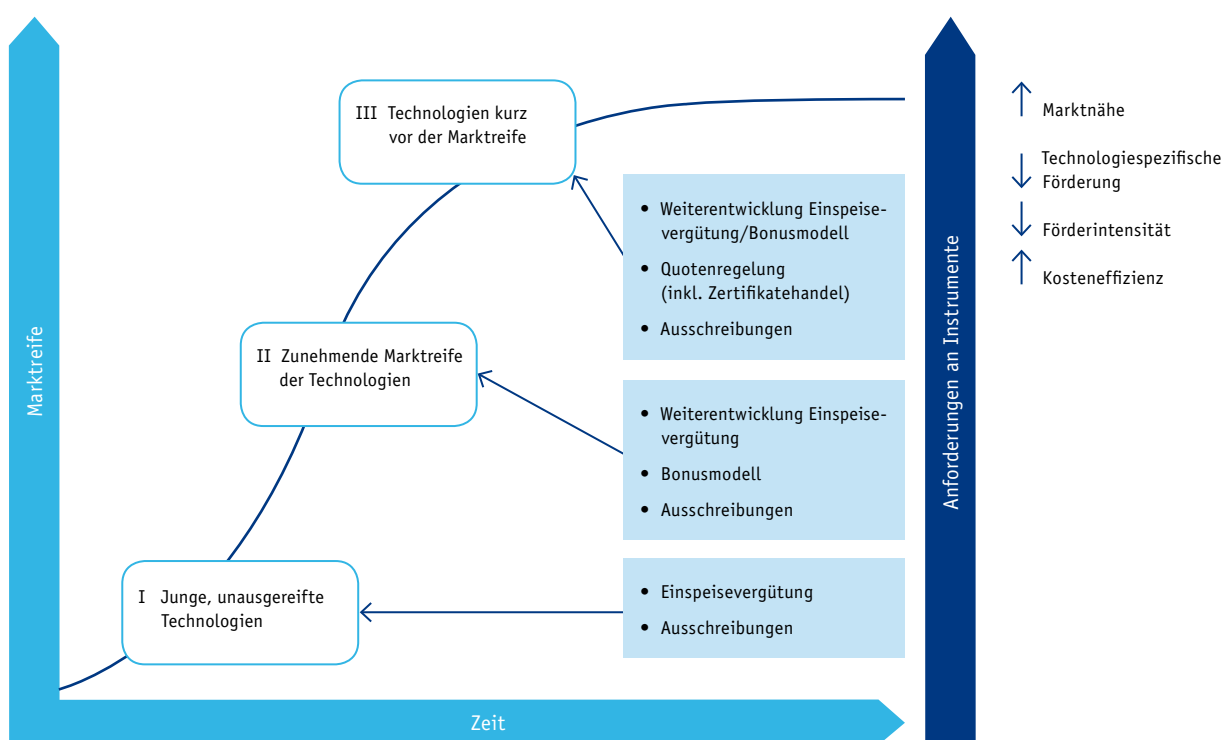 Marktreife
III Technologien kurz
vor der Marktreife
II Zunehmende Marktreife
der Technologien
I Junge, unausgereifte
Technologien
• Weiterentwicklung Einspeise-
vergütung/Bonusmodell
• Quotenregelung
(inkl. Zertifikatehandel)
• Ausschreibungen
• Weiterentwicklung Einspeise-
vergütung
• Bonusmodell
• Ausschreibungen
• Einspeisevergütung
• Ausschreibungen
Zeit
Anforderungen an Instrumente
↑ Marktnähe
↓ Technologiespezifische
Förderung
↓ Förderintensität
↑ Kosteneffizienz